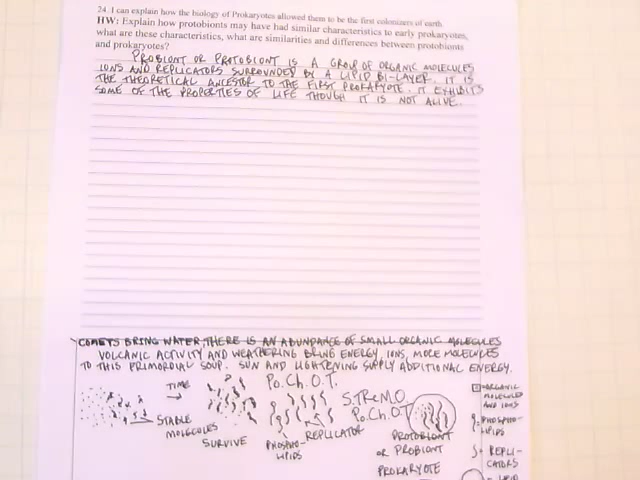 24. I can explain how the biology of Prokaryotes allowed them to be the first colonizers of earth.
HW: Explain how protobionts may have had similar characteristics to early prokaryotes,
what are these characteristics, what are similarities and differences between protobionts
and prokaryotes?
PROBIONT OR PROTOBIONT IS A GROUP OF ORGANIC MOLECULES
IONS AND REPLICATORS SURROUNDED BY A LIPID BI-LAYER. IT IS
THE THEORETICAL ANCESTOR TO THE FIRST PROKARYOTE. IT EXHIBITS
SOME OF THE PROPERTIES OF LIFE THOUGH IT IS NOT ALIVE.
COMETS BRING WATER, THERE IS AN ABUNDANCE OF SMALL ORGANIC MOLECULES
VOLCANIC ACTIVITY AND WEATHERING BRING ENERGY, IONS, MORE MOLECULES
TO THIS PRIMORDIAL SOUP. SUN AND LIGHTENING SUPPLY ADDITIONAL ENERGY.
TIME
STABLE
MOLECULES
SURVIVE
Po.Ch.O.T.
PHOSPHO-
LIPIDS
REPLICATOR
S.TReMO
Po.Ch.OT
PROTOBIONT
OR PROBIONT
PROKARYOTE
ORGANIC
MOLECULES
AND IONS
PHOSPHO-
LIPIDS
REPLI-
CATORS
LIPID